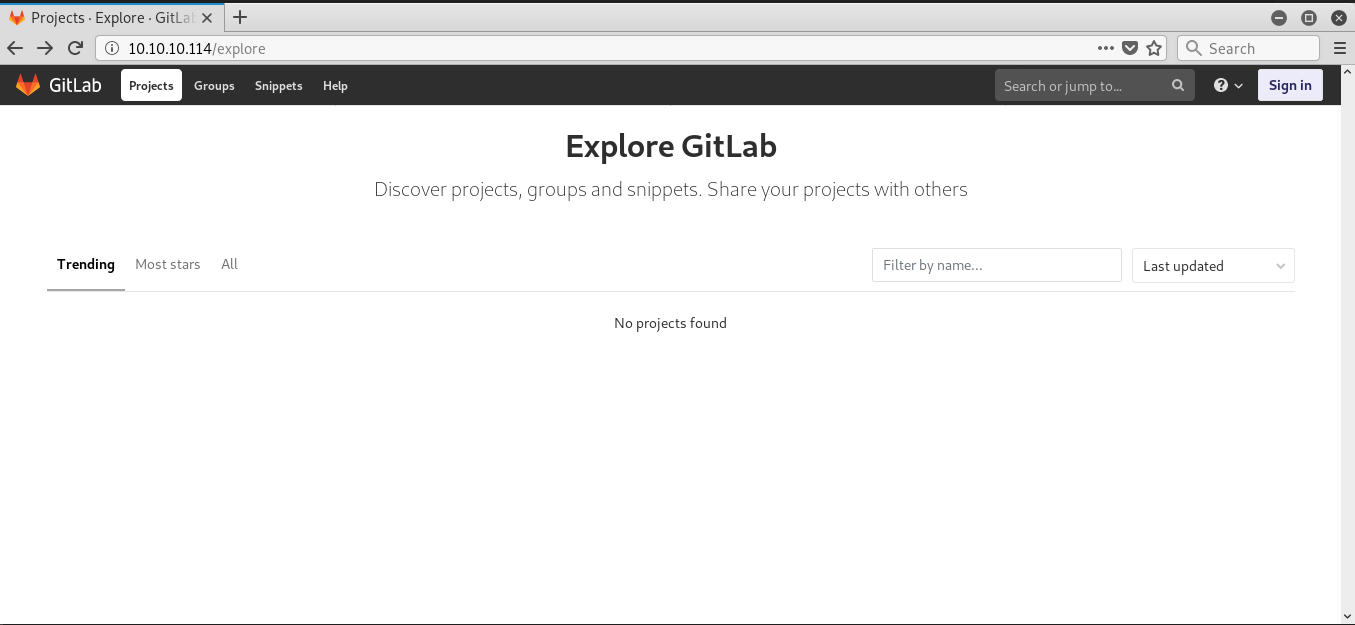 Projects · Explore · GitLab
10.10.10.114/explore
Search
GitLab Projects Groups Snippets Help Search or jump to... Sign in
Explore GitLab
Discover projects, groups and snippets. Share your projects with others
Trending Most stars All Filter by name... Last updated
No projects found